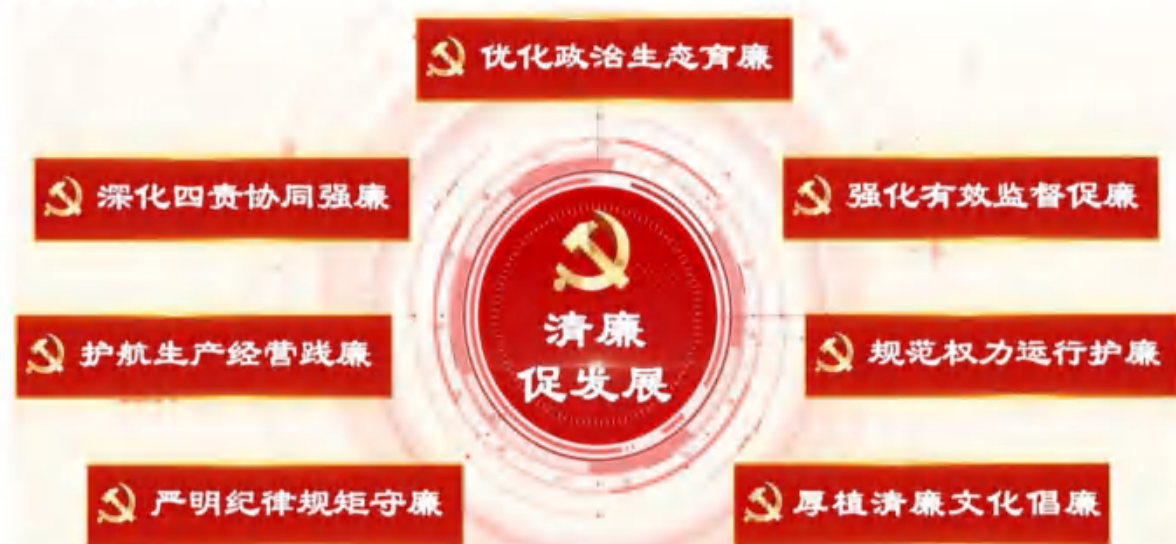 优化政治生态育廉
深化四责协同强廉
强化有效监督促廉
清廉
促发展
护航生产经营践廉
规范权力运行护廉
严明纪律规矩守廉
厚植清廉文化倡廉